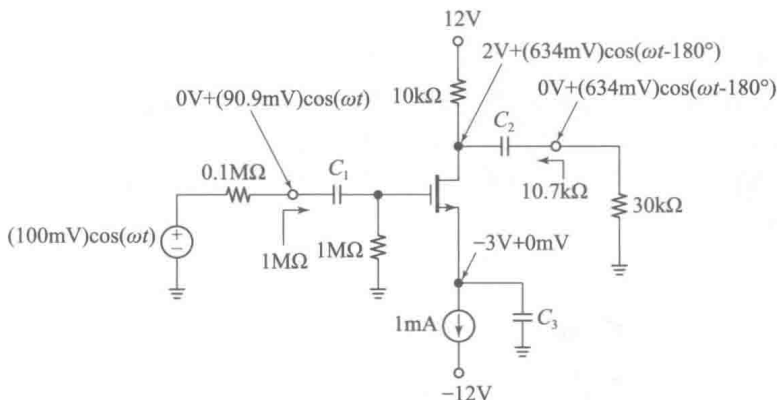 12V
2V+(634mV)cos(ωt-180°)
0V+(634mV)cos(ωt-180°)
10kΩ
0V+(90.9mV)cos(ωt)
C₂
0.1MΩ
C₁
10.7kΩ
30kΩ
(100mV)cos(ωt)
+
−
1MΩ
1MΩ
−3V+0mV
1mA
C₃
−12V